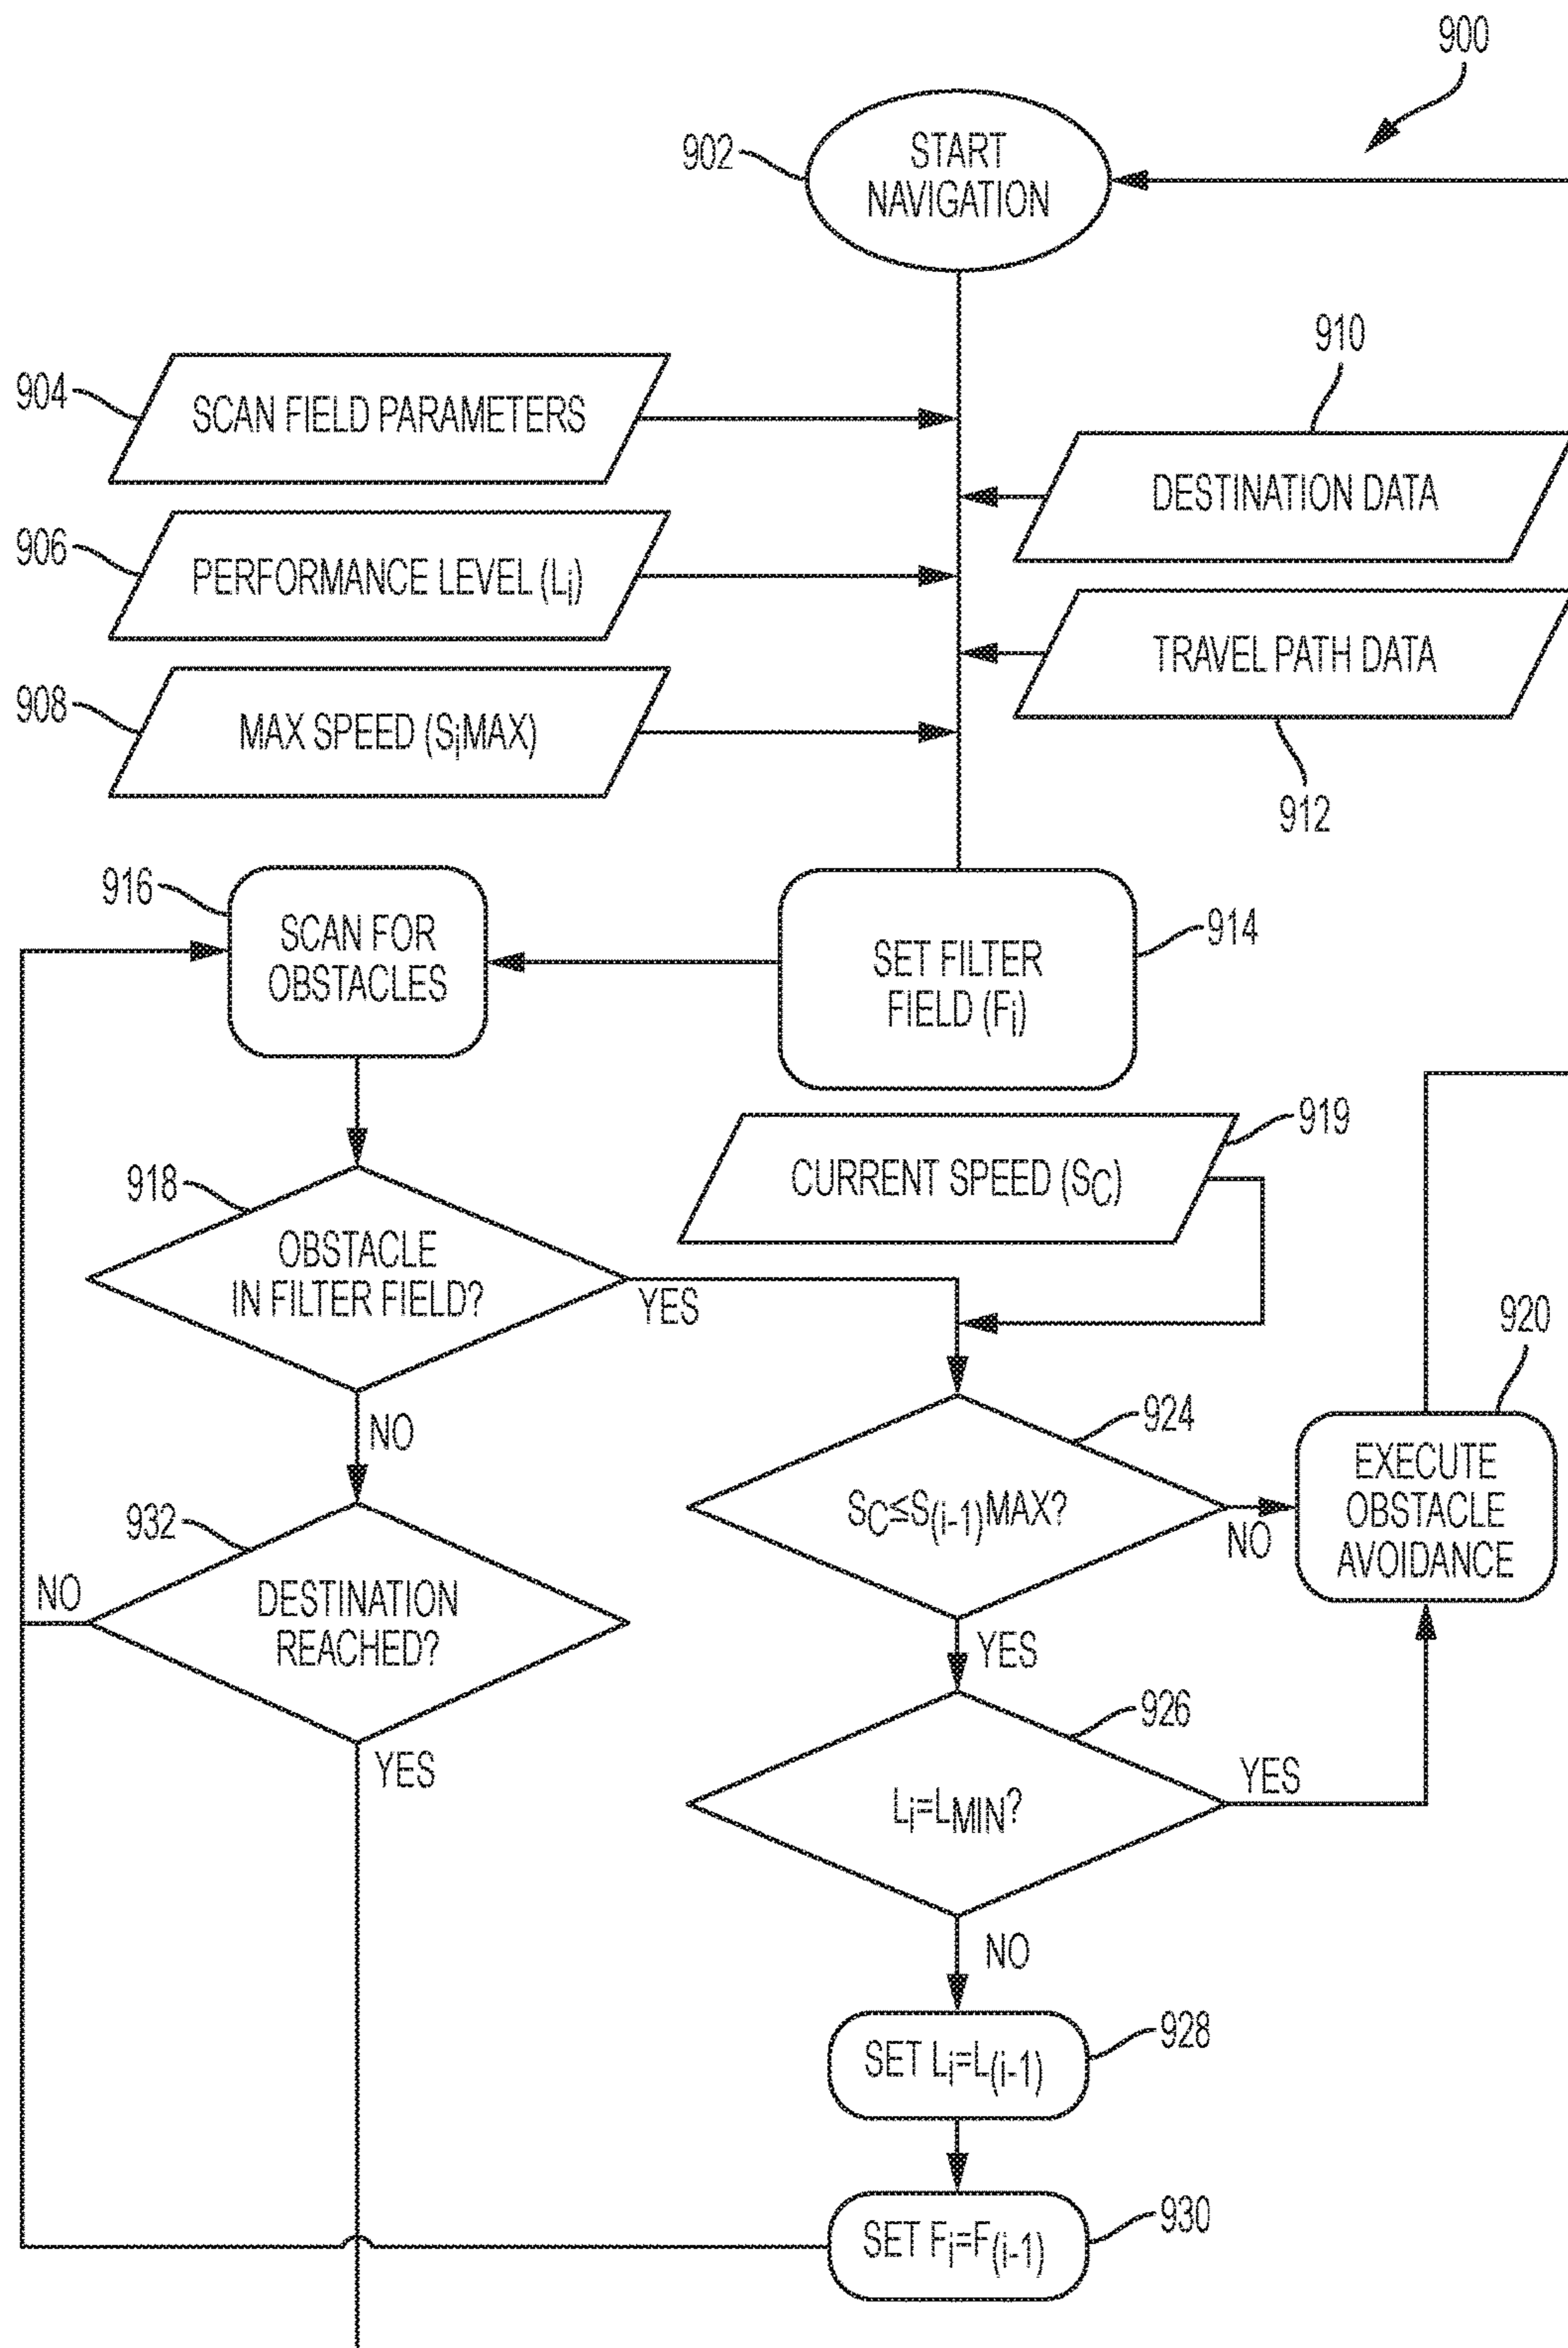 900
902
START
NAVIGATION
910
904
SCAN FIELD PARAMETERS
DESTINATION DATA
906
PERFORMANCE LEVEL (Li)
TRAVEL PATH DATA
908
MAX SPEED (SiMAX)
912
916
SCAN FOR
OBSTACLES
914
SET FILTER
FIELD (Fi)
919
CURRENT SPEED (SC)
918
OBSTACLE
IN FILTER FIELD?
YES
920
NO
924
SC≤S(i-1)MAX?
NO
EXECUTE
OBSTACLE
AVOIDANCE
932
DESTINATION
REACHED?
NO
YES
YES
926
Li=LMIN?
YES
NO
928
SET Li=L(i-1)
930
SET Fi=F(i-1)